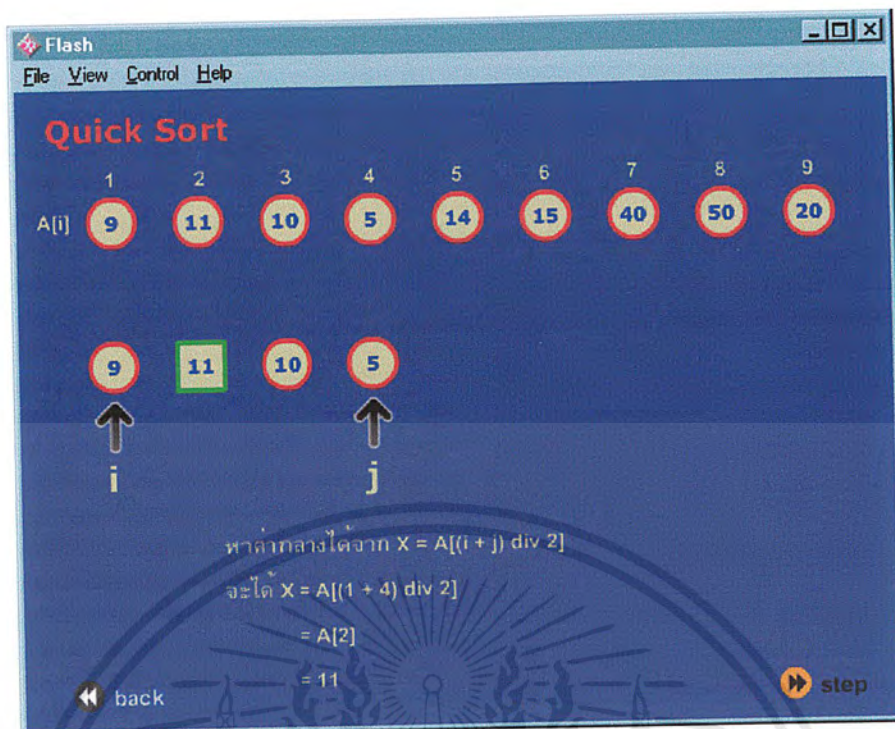 Flash
File View Control Help
Quick Sort
1 2 3 4 5 6 7 8 9
A[i] 9 11 10 5 14 15 40 50 20
9 11 10 5
i j
หาค่ากลางได้จาก X = A[(i + j) div 2]
จะได้ X = A[(1 + 4) div 2]
= A[2]
= 11
back step